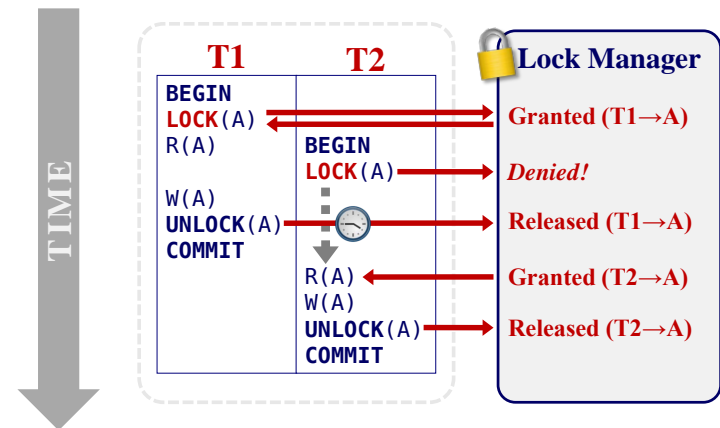 TIME
T1
T2
Lock Manager
BEGIN
LOCK(A)
Granted (T1→A)
R(A)
BEGIN
LOCK(A)
Denied!
W(A)
UNLOCK(A)
Released (T1→A)
COMMIT
R(A)
Granted (T2→A)
W(A)
UNLOCK(A)
Released (T2→A)
COMMIT